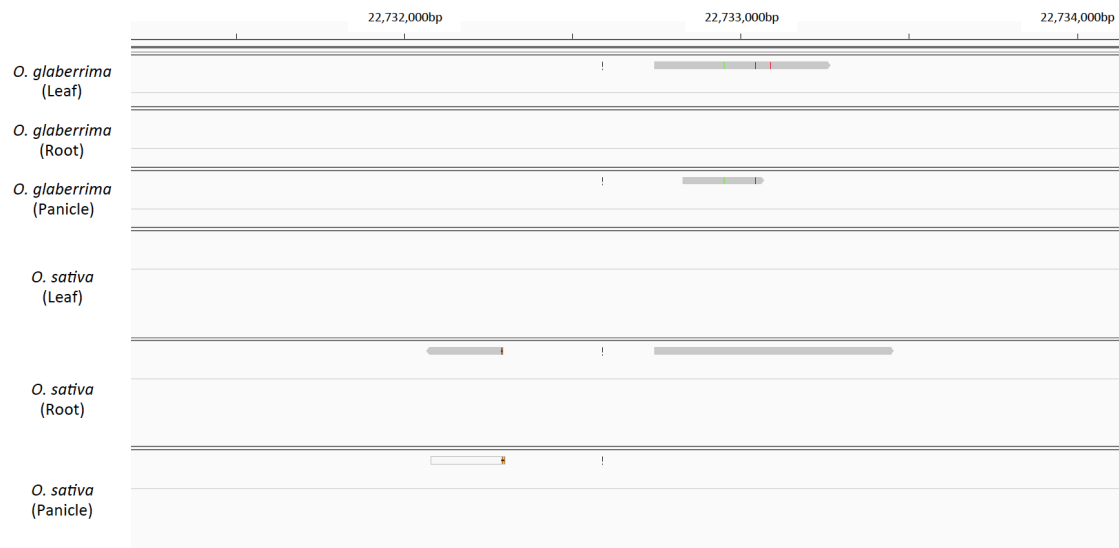 22,732,000bp 22,733,000bp 22,734,000bp
O. glaberrima
(Leaf)
O. glaberrima
(Root)
O. glaberrima
(Panicle)
O. sativa
(Leaf)
O. sativa
(Root)
O. sativa
(Panicle)